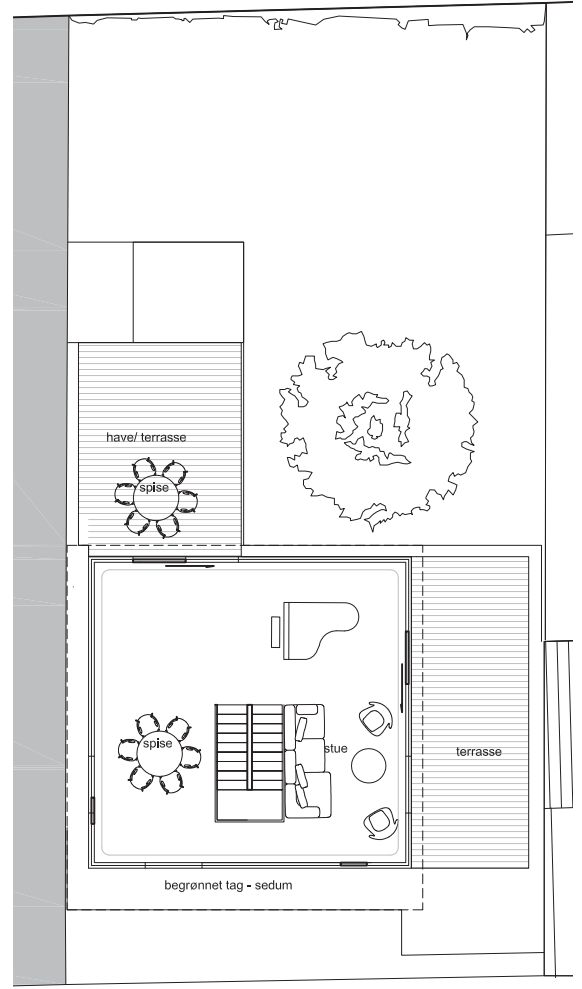 have/ terrasse
spise
spise
stue
terrasse
begrønnet tag - sedum